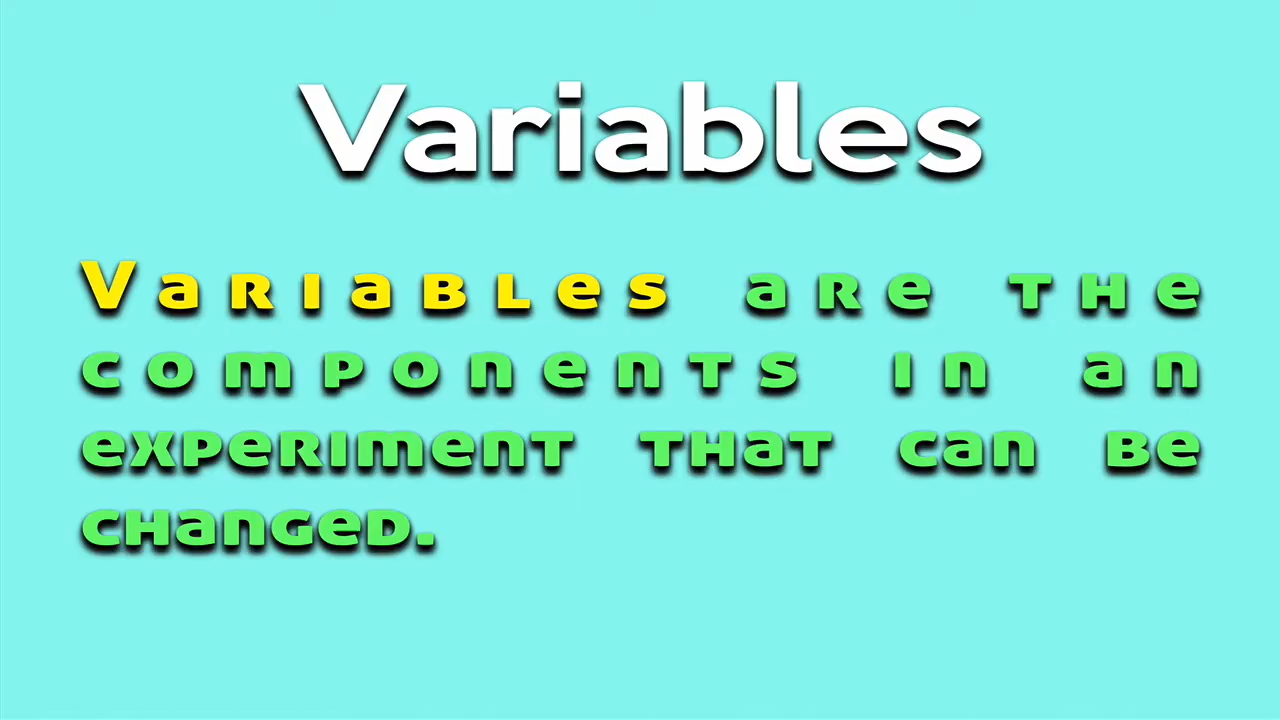 Variables
Variables are the
components in an
experiment that can be
changed.